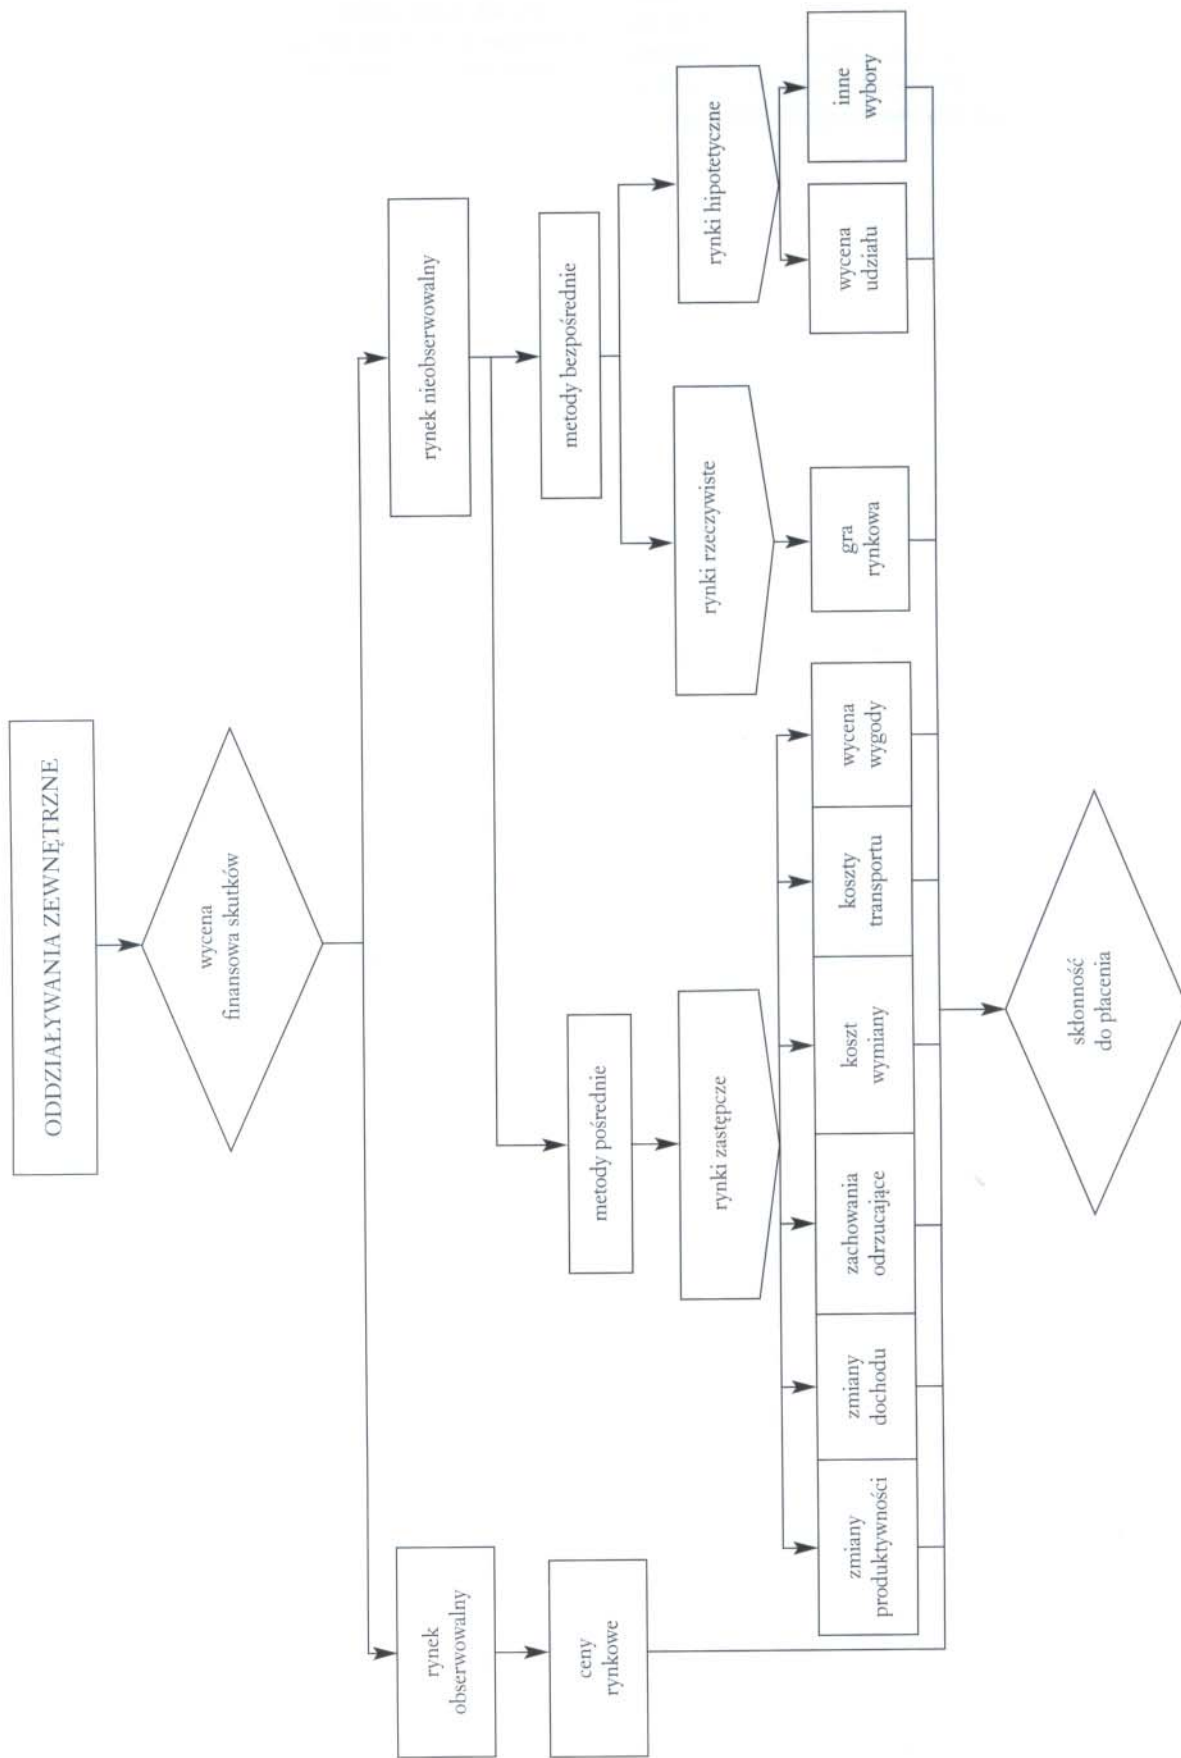 ODDZIAŁYWANIA ZEWNĘTRZNE
wycena
finansowa skutków
rynek
obserwowalny
rynek nieobserwowalny
ceny
rynkowe
metody pośrednie
metody bezpośrednie
rynki zastępcze
rynki rzeczywiste
rynki hipotetyczne
zmiany
produktywności
zmiany
dochodu
zachowania
odrzucające
koszt
wymiany
koszty
transportu
wycena
wygody
gra
rynkowa
wycena
udziału
inne
wybory
skłonność
do płacenia